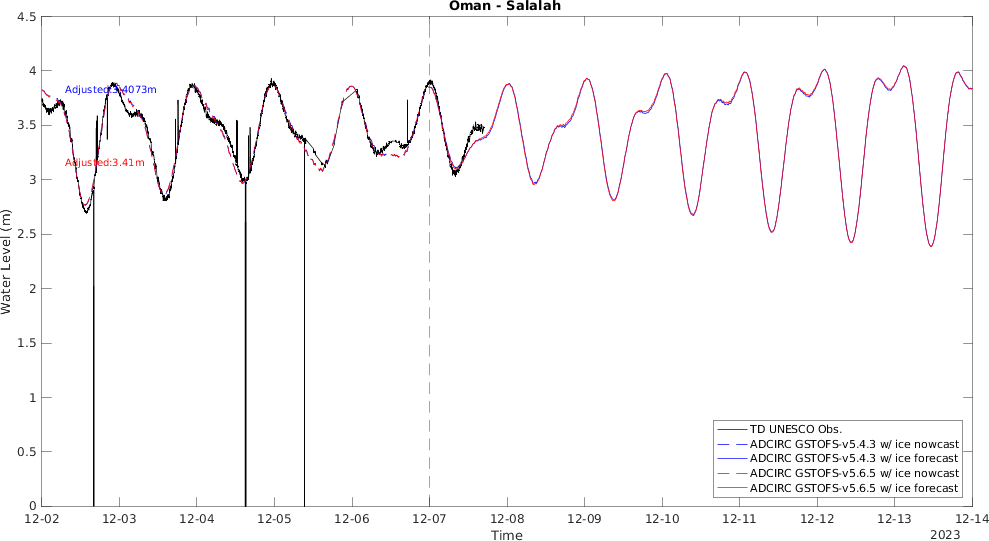 Oman - Salalah
4.5
4
3.5
3
2.5
2
1.5
1
0.5
0
Water Level (m)
Adjusted:3.4073m
Adjusted:3.41m
TD UNESCO Obs.
ADCIRC GSTOFS-v5.4.3 w/ ice nowcast
ADCIRC GSTOFS-v5.4.3 w/ ice forecast
ADCIRC GSTOFS-v5.6.5 w/ ice nowcast
ADCIRC GSTOFS-v5.6.5 w/ ice forecast
12-02 12-03 12-04 12-05 12-06 12-07 12-08 12-09 12-10 12-11 12-12 12-13 12-14
Time
2023